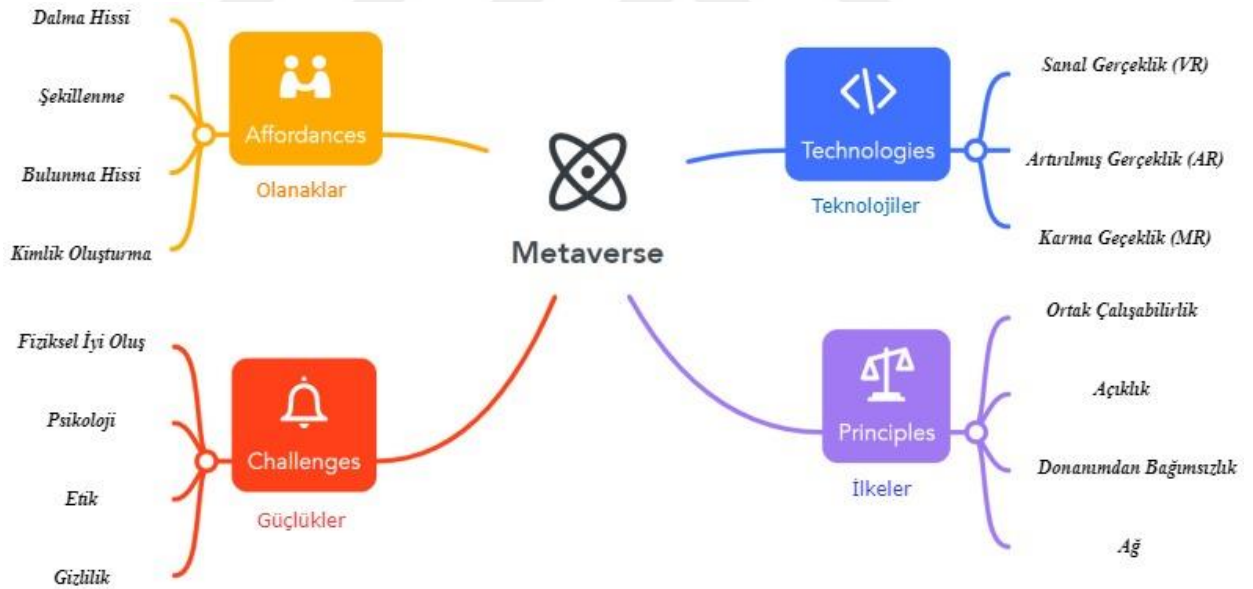 Dalma Hissi
Şekillenme
Bulunma Hissi
Kimlik Oluşturma
Affordances
Olanaklar
Metaverse
Technologies
Teknolojiler
Sanal Gerçeklik (VR)
Artırılmış Gerçeklik (AR)
Karma Geçeklik (MR)
Fiziksel İyi Oluş
Psikoloji
Etik
Gizlilik
Challenges
Güçlükler
Principles
İlkeler
Ortak Çalışabilirlik
Açıklık
Donanımdan Bağımsızlık
Ağ